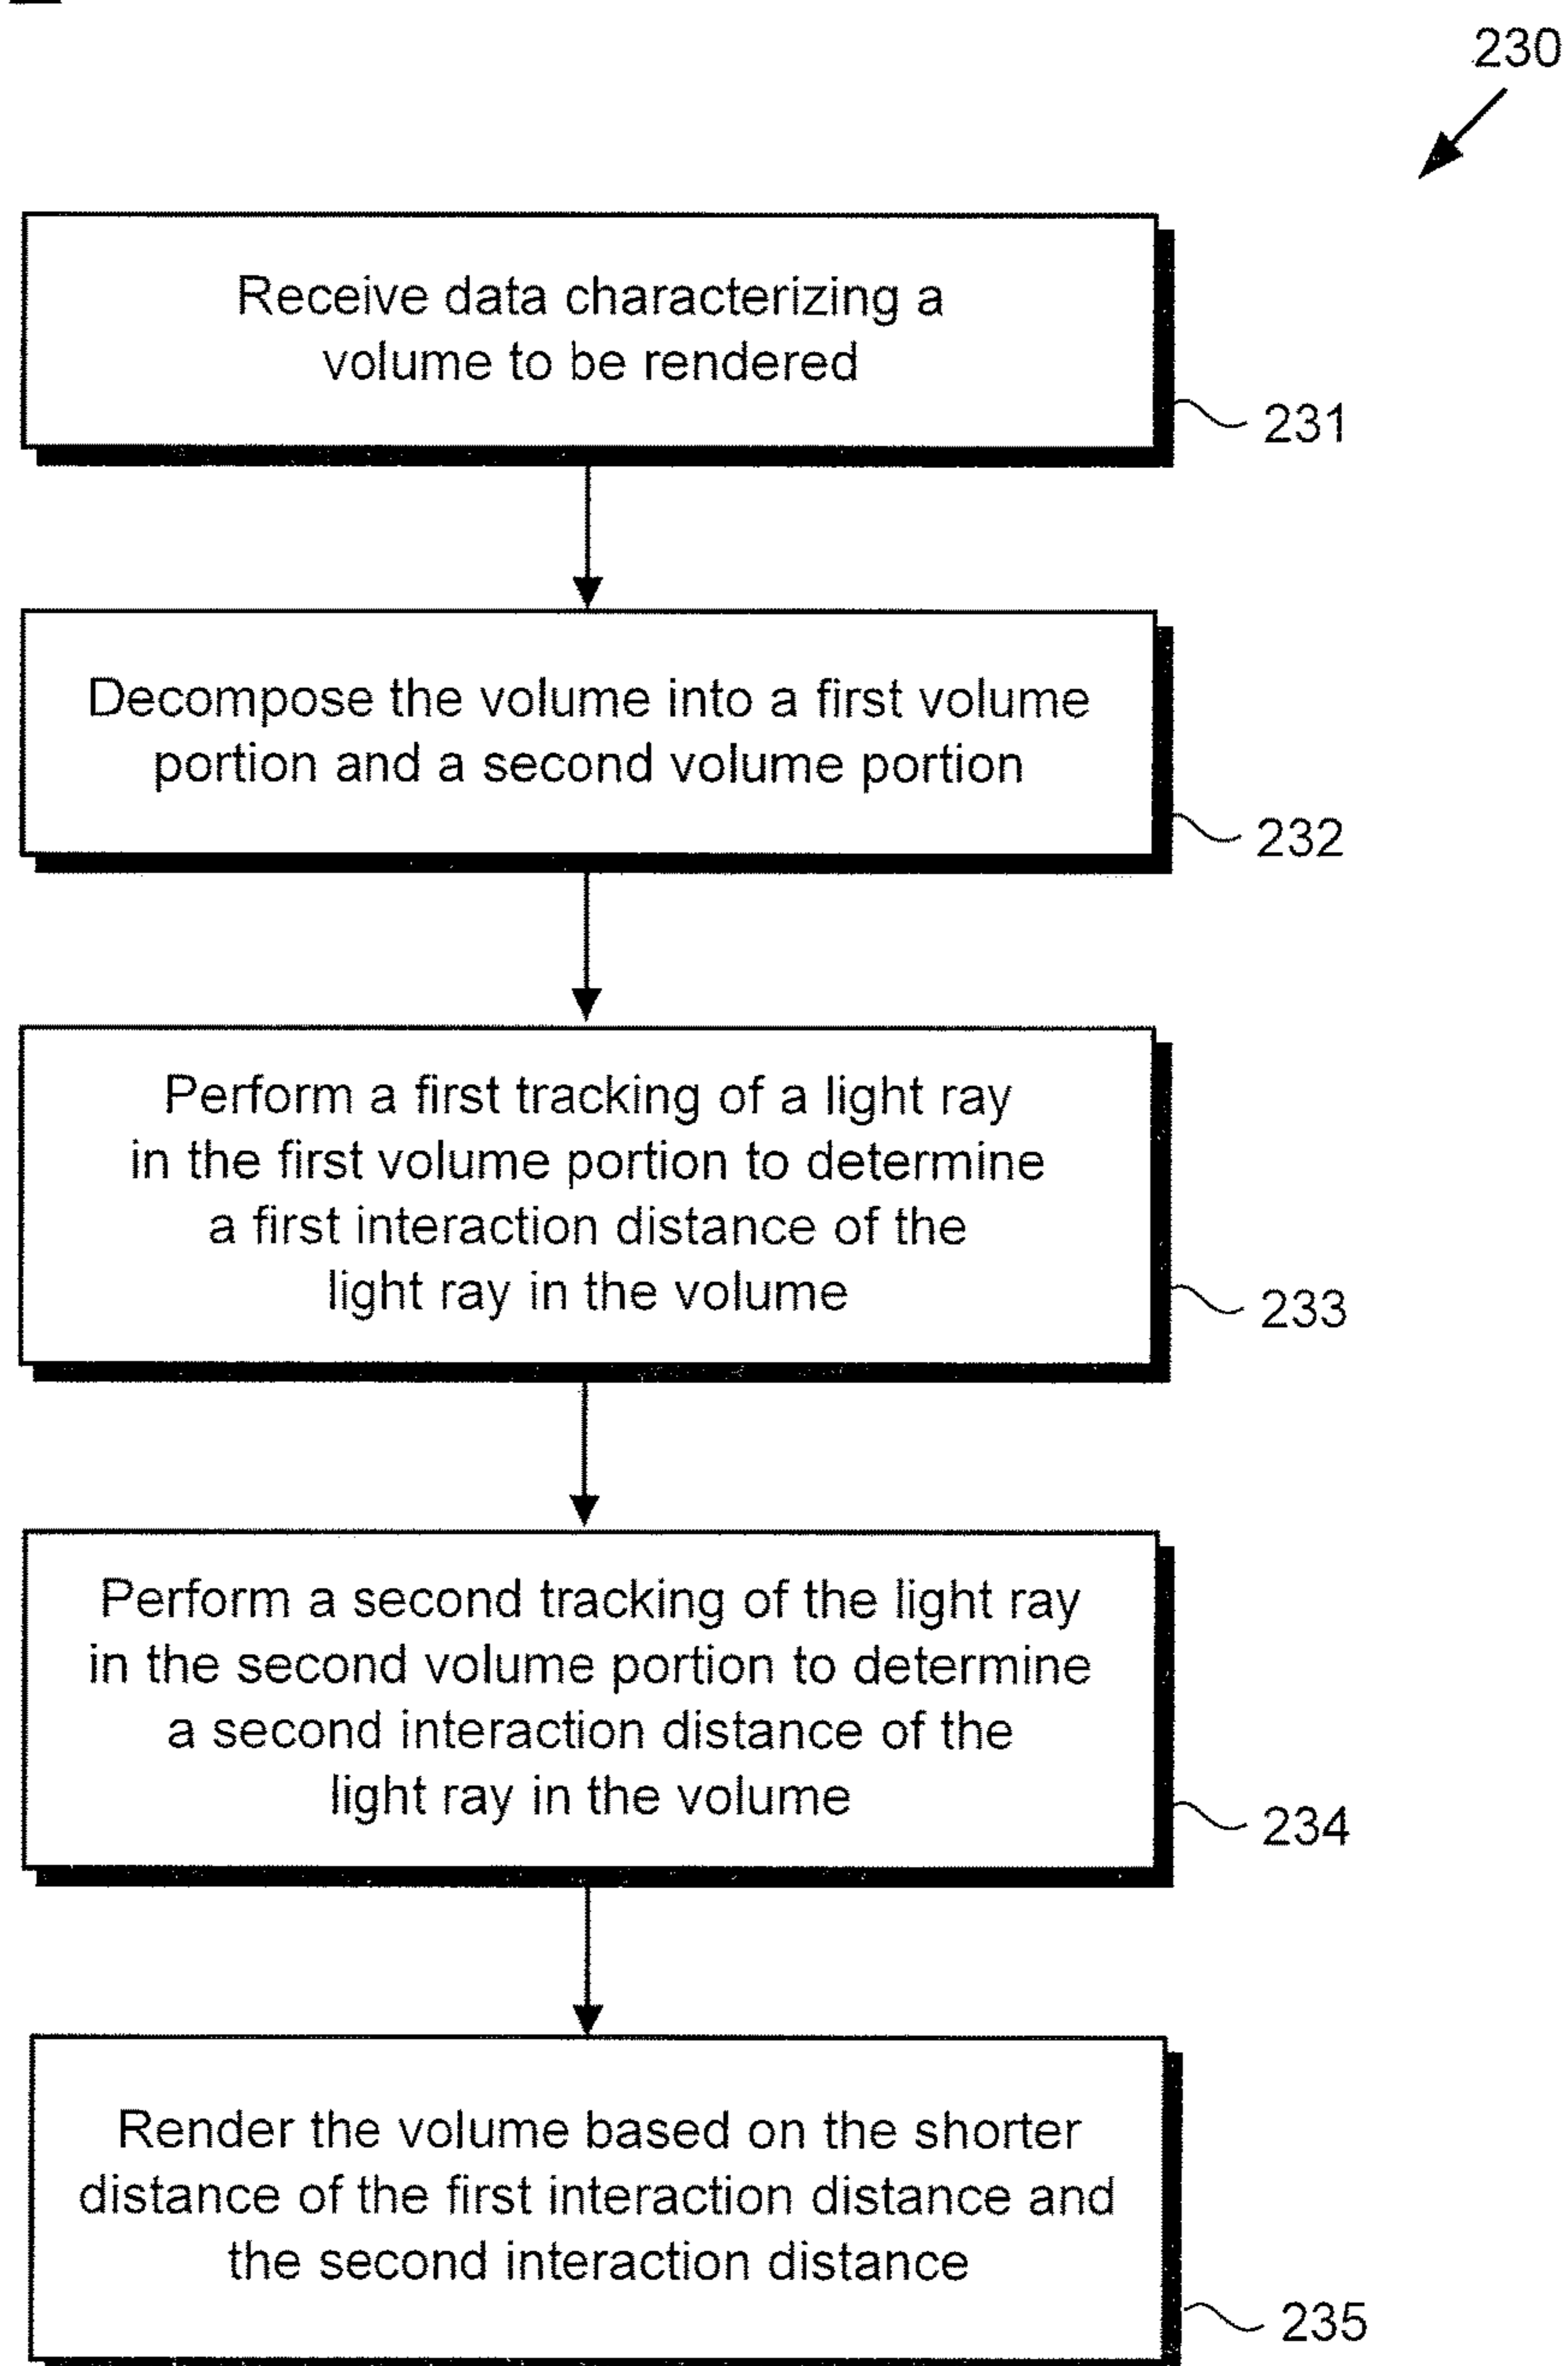 230
Receive data characterizing a
volume to be rendered
231
Decompose the volume into a first volume
portion and a second volume portion
232
Perform a first tracking of a light ray
in the first volume portion to determine
a first interaction distance of the
light ray in the volume
233
Perform a second tracking of the light ray
in the second volume portion to determine
a second interaction distance of the
light ray in the volume
234
Render the volume based on the shorter
distance of the first interaction distance and
the second interaction distance
235